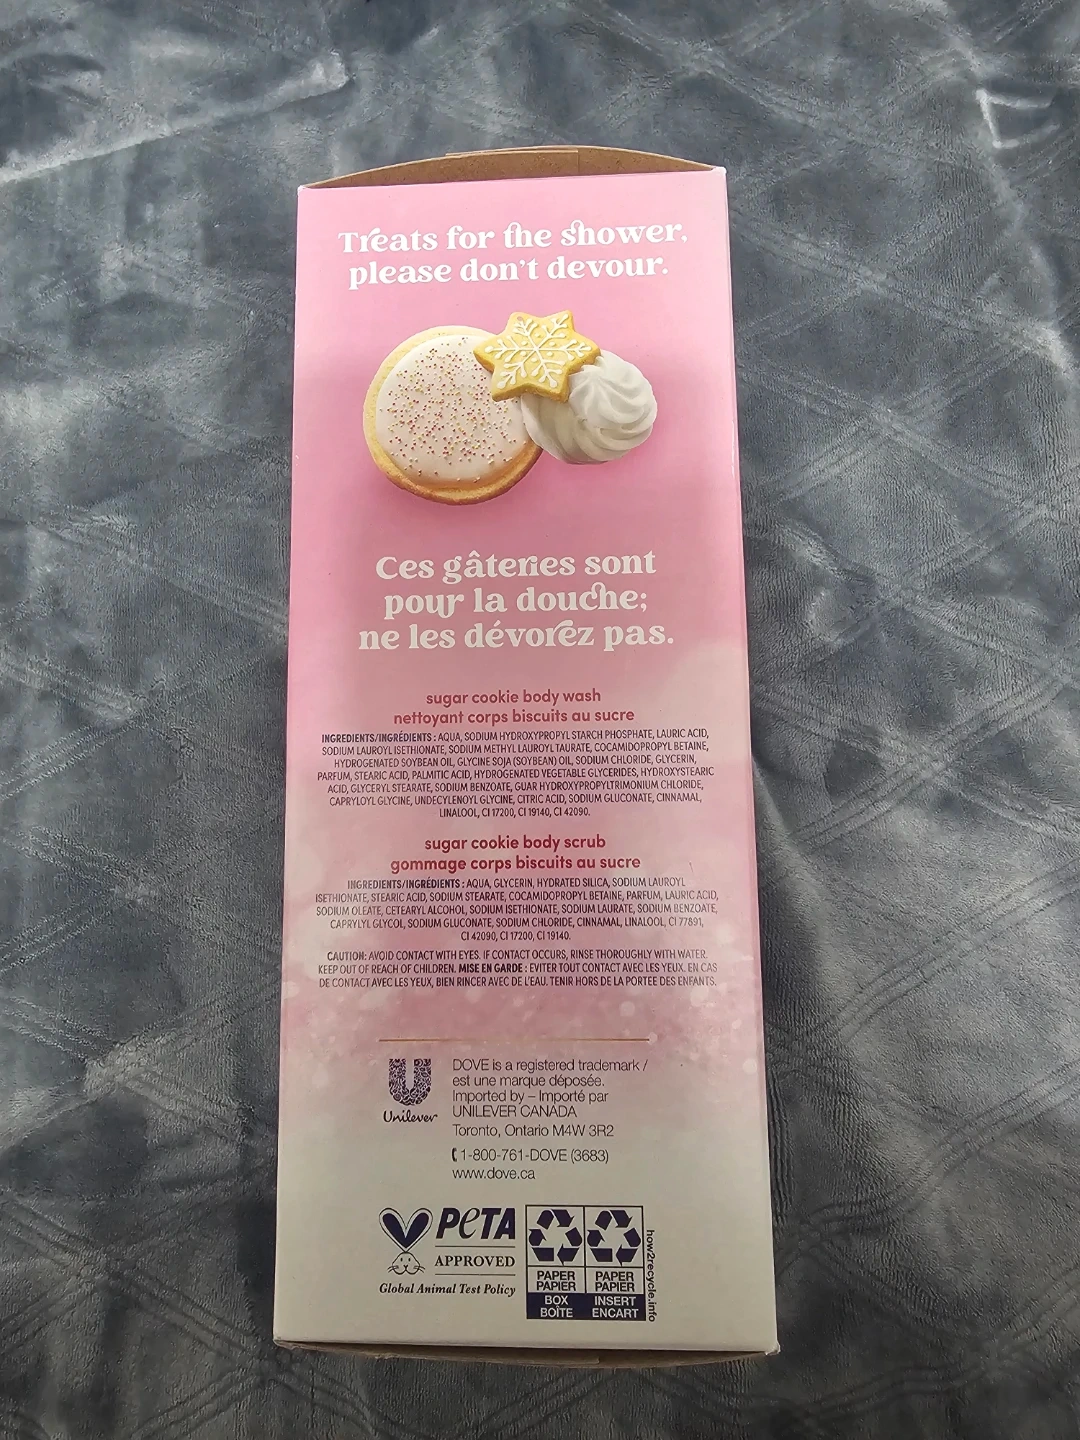 Treats for the shower,
please don't devour.
Ces gâteries sont
pour la douche;
ne les dévorez pas.
sugar cookie body wash
nettoyant corps biscuits au sucre
INGREDIENTS/INGRÉDIENTS : AQUA, SODIUM HYDROXYPROPYL STARCH PHOSPHATE, LAURIC ACID,
SODIUM LAUROYL ISETHIONATE, SODIUM METHYL LAUROYL TAURATE, COCAMIDOPROPYL BETAINE,
HYDROGENATED SOYBEAN OIL, GLYCINE SOJA (SOYBEAN) OIL, SODIUM CHLORIDE, GLYCERIN,
PARFUM, STEARIC ACID, PALMITIC ACID, HYDROGENATED VEGETABLE GLYCERIDES, HYDROXYSTEARIC
ACID, GLYCERYL STEARATE, SODIUM BENZOATE, GUAR HYDROXYPROPYLTRIMONIUM CHLORIDE,
CAPRYLOYL GLYCINE, UNDECYLENOYL GLYCINE, CITRIC ACID, SODIUM GLUCONATE, CINNAMAL,
LINALOOL, CI 17200, CI 19140, CI 42090.
sugar cookie body scrub
gommage corps biscuits au sucre
INGREDIENTS/INGRÉDIENTS : AQUA, GLYCERIN, HYDRATED SILICA, SODIUM LAUROYL
ISETHIONATE, STEARIC ACID, SODIUM STEARATE, COCAMIDOPROPYL BETAINE, PARFUM, LAURIC ACID,
SODIUM OLEATE, CETEARYL ALCOHOL, SODIUM ISETHIONATE, SODIUM LAURATE, SODIUM BENZOATE,
CAPRYLYL GLYCOL, SODIUM GLUCONATE, SODIUM CHLORIDE, CINNAMAL, LINALOOL, CI 77891,
CI 42090, CI 17200, CI 19140.
CAUTION: AVOID CONTACT WITH EYES. IF CONTACT OCCURS, RINSE THOROUGHLY WITH WATER.
KEEP OUT OF REACH OF CHILDREN. MISE EN GARDE : EVITER TOUT CONTACT AVEC LES YEUX. EN CAS
DE CONTACT AVEC LES YEUX, BIEN RINCER AVEC DE L'EAU. TENIR HORS DE LA PORTEE DES ENFANTS.
Unilever
DOVE is a registered trademark /
est une marque déposée.
Imported by – Importé par
UNILEVER CANADA
Toronto, Ontario M4W 3R2
1-800-761-DOVE (3683)
www.dove.ca
PETA
APPROVED
Global Animal Test Policy
PAPER
PAPIER
BOX
BOÎTE
PAPER
PAPIER
INSERT
ENCART
how2recycle.info